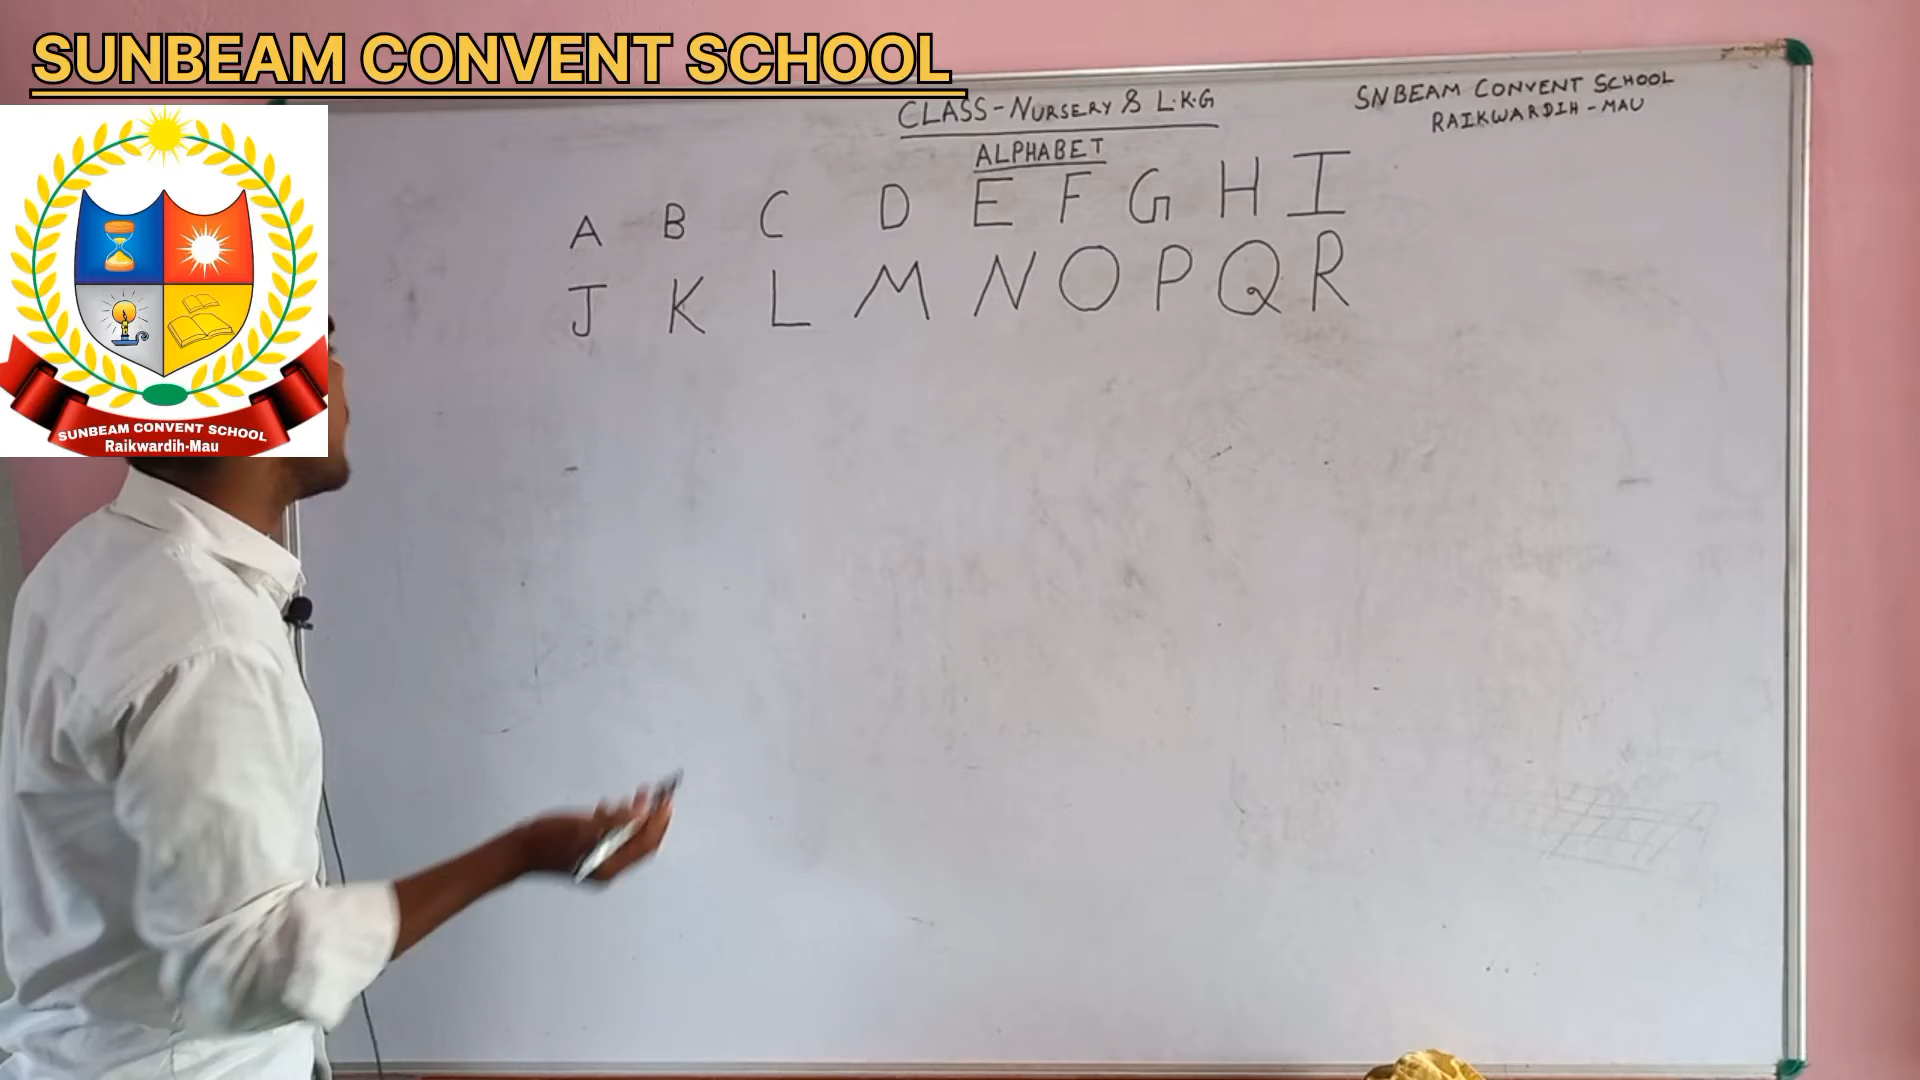 SUNBEAM CONVENT SCHOOL
SUNBEAM CONVENT SCHOOL
Raikwardih-Mau
CLASS-NURSERY & L.K.G
SNBEAM CONVENT SCHOOL
RAIKWARDIH-MAU
ALPHABET
A B C D E F G H I
J K L M N O P Q R